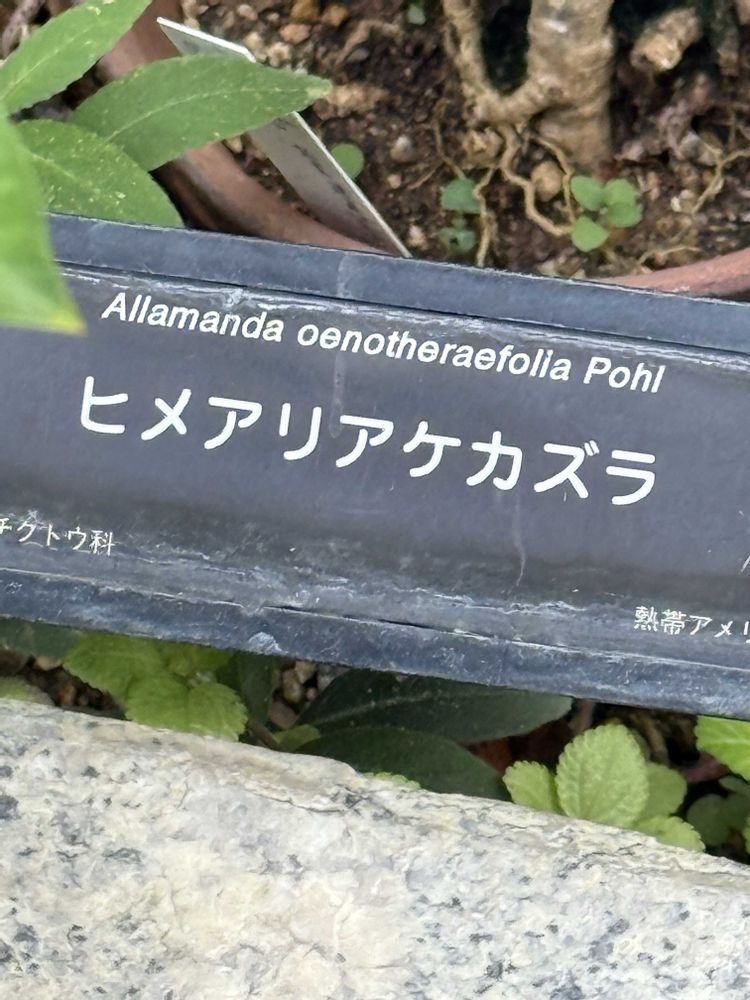 Allamanda oenotheraefolia Pohl
ヒメアリアケカズラ
チクトウ科
熱帯アメリ